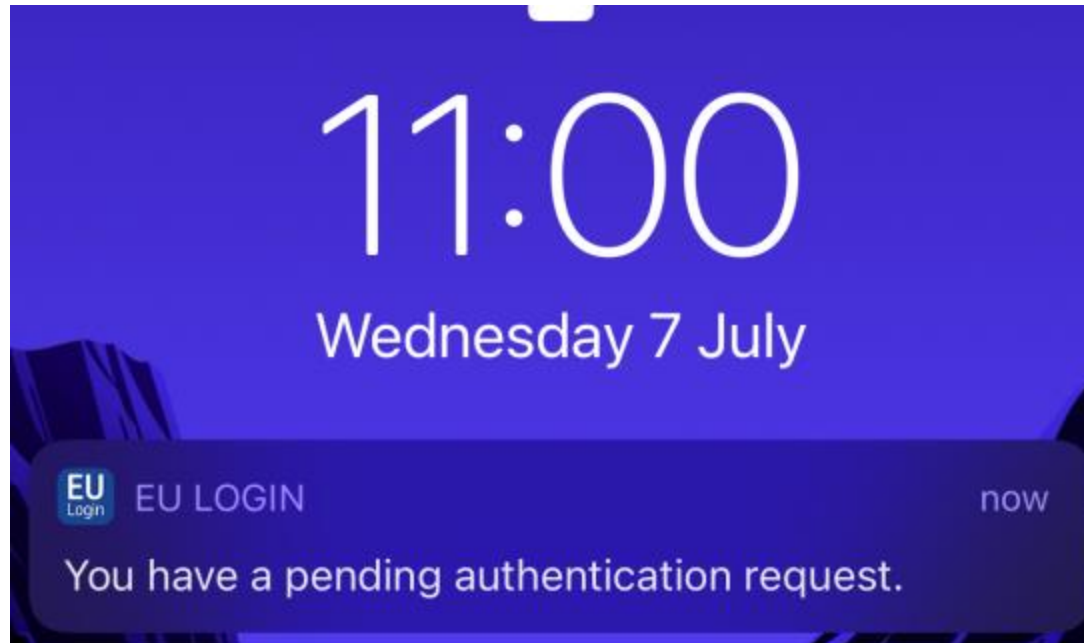 11:00
Wednesday 7 July
EU
Login
EU LOGIN
now
You have a pending authentication request.